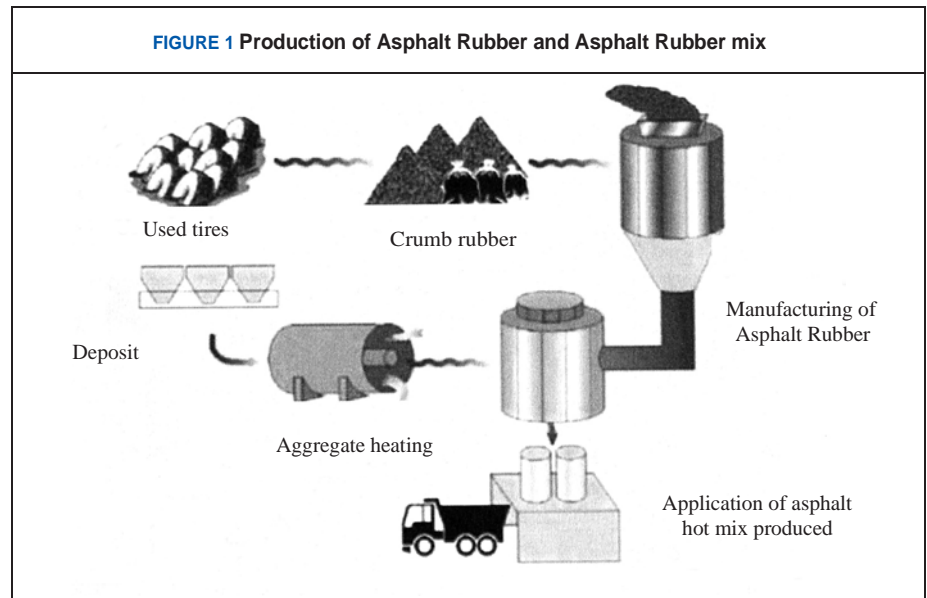 FIGURE 1 Production of Asphalt Rubber and Asphalt Rubber mix
Used tires
Crumb rubber
Manufacturing of
Asphalt Rubber
Deposit
Aggregate heating
Application of asphalt
hot mix produced